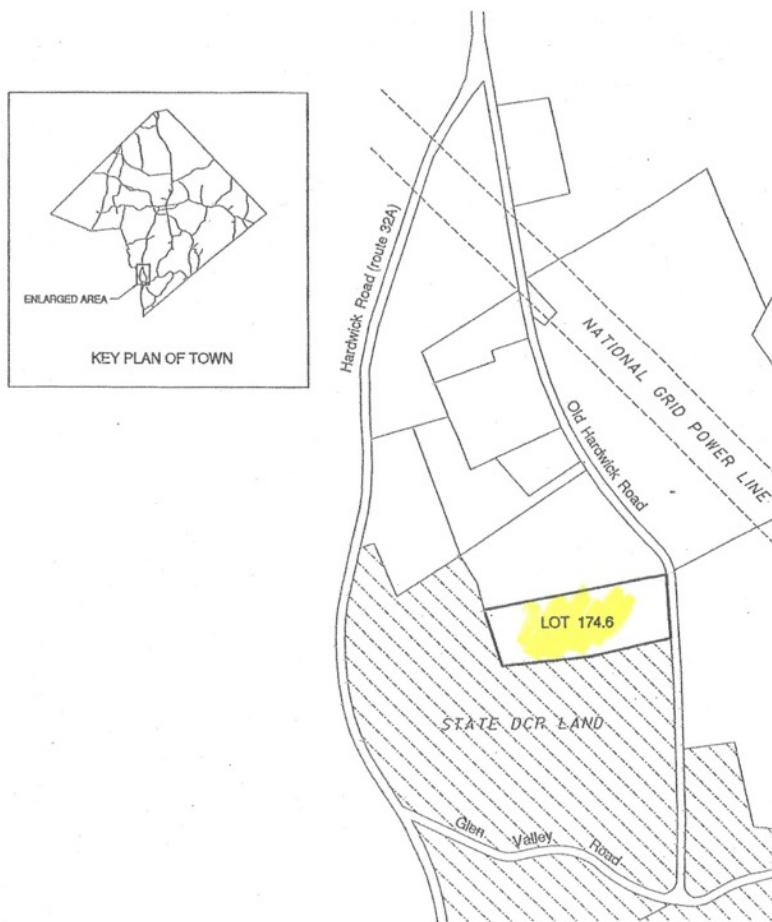 ENLARGED AREA
KEY PLAN OF TOWN
Hardwick Road (route 32A)
NATIONAL GRID POWER LINE
Old Hardwick Road
LOT 174.6
STATE DCR LAND
Glen Valley Road